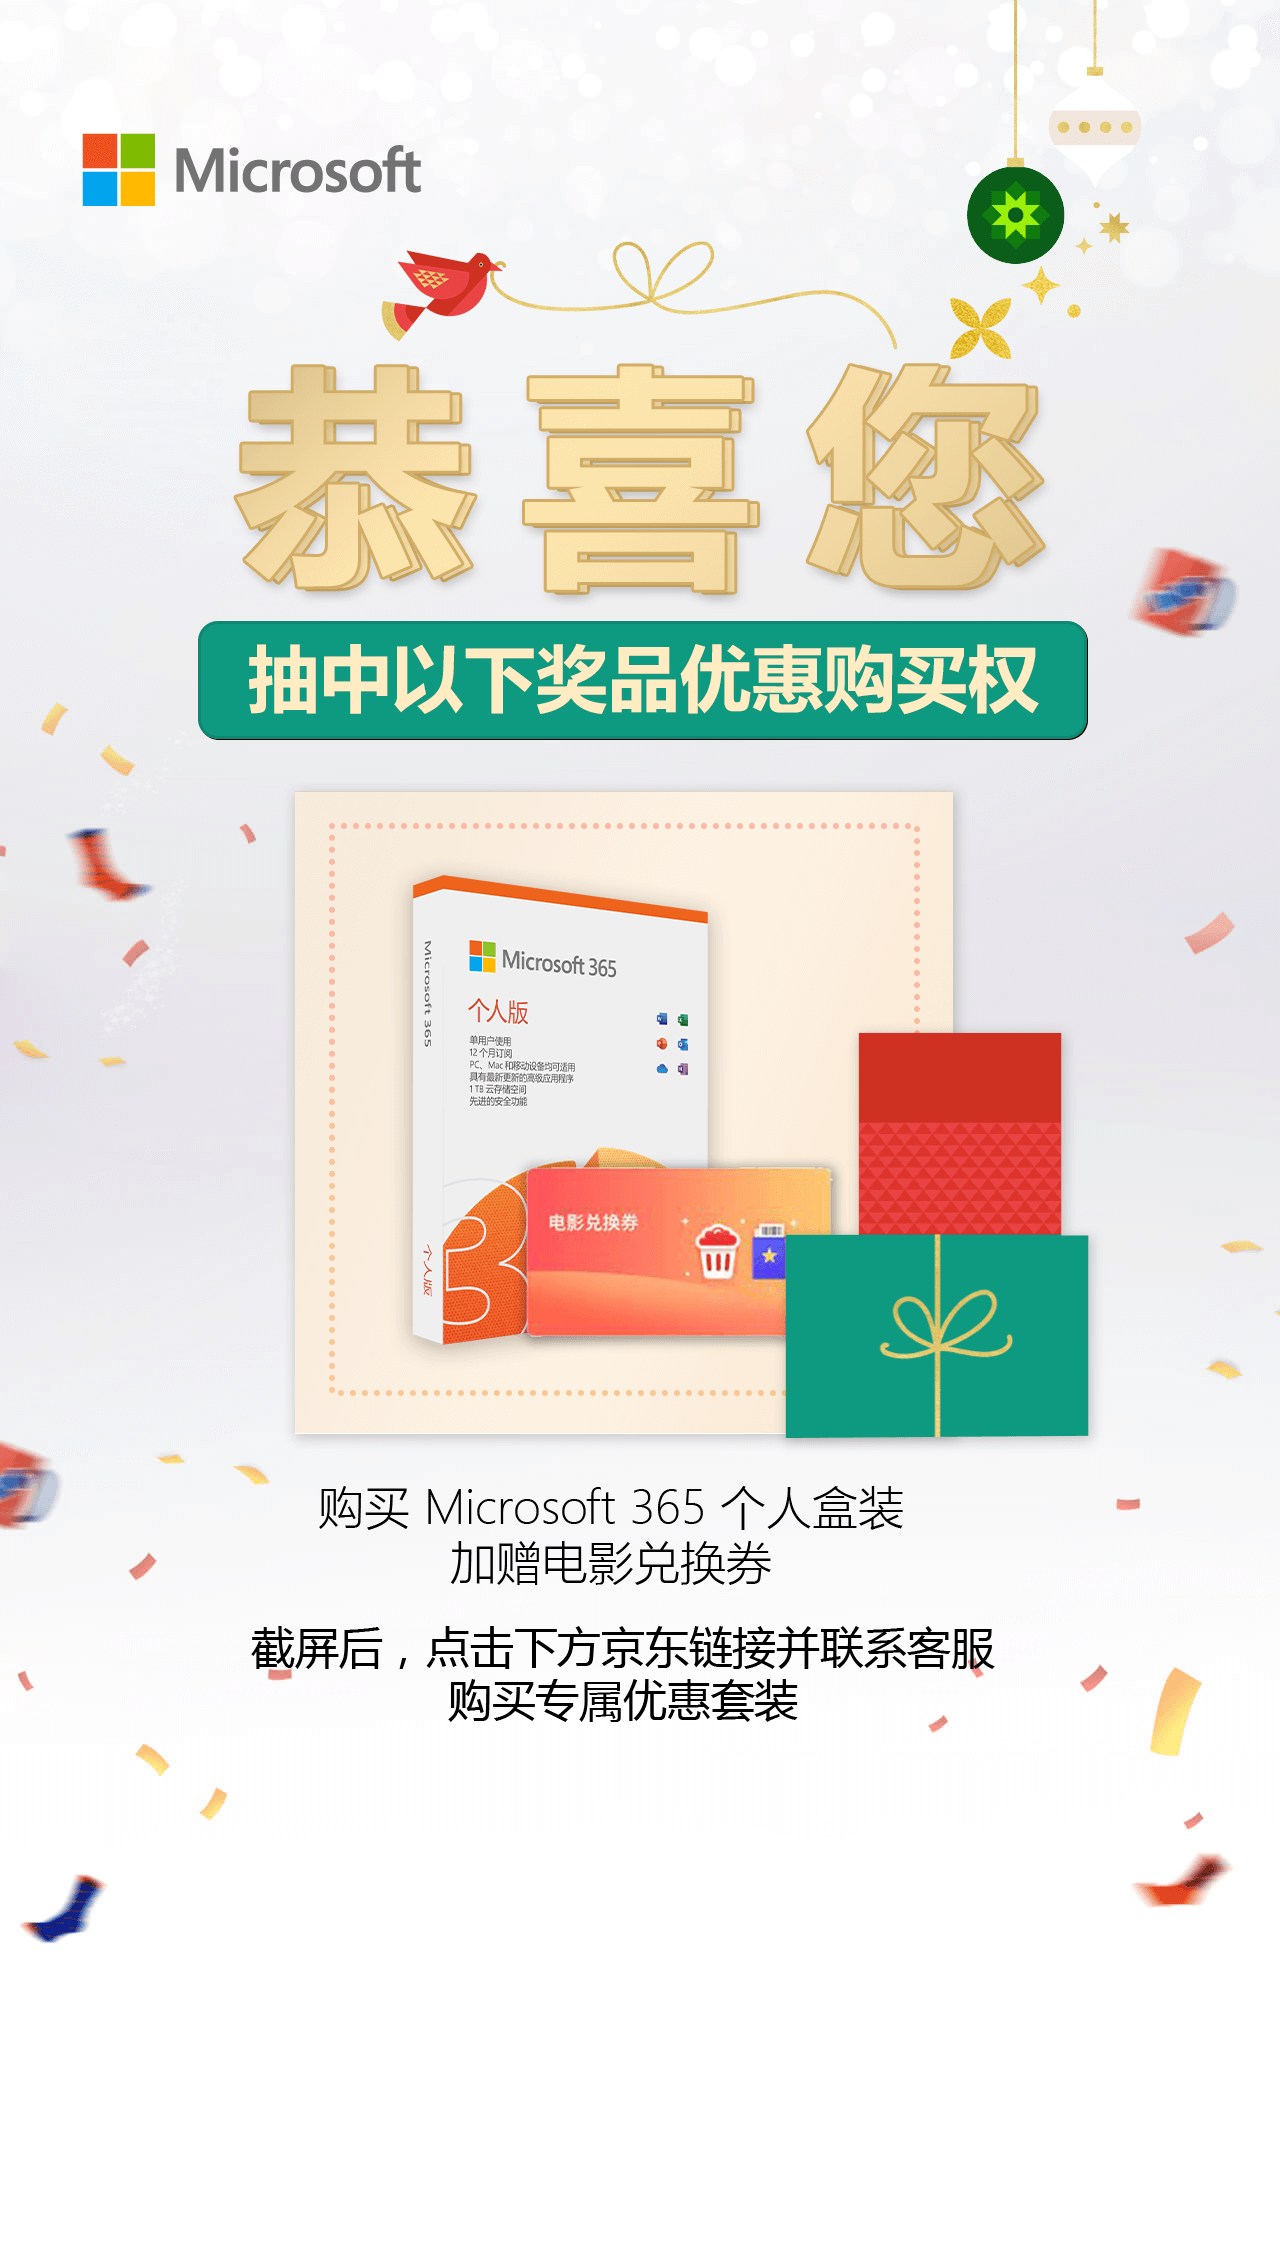 Microsoft
恭喜您
抽中以下奖品优惠购买权
Microsoft 365
Microsoft 365
个人版
单用户使用
12 个月订阅
PC、Mac 和移动设备均可适用
具有最新更新的高级应用程序
1 TB 云存储空间
先进的安全功能
电影兑换券
个人版
购买 Microsoft 365 个人盒装
加赠电影兑换券
截屏后，点击下方京东链接并联系客服
购买专属优惠套装